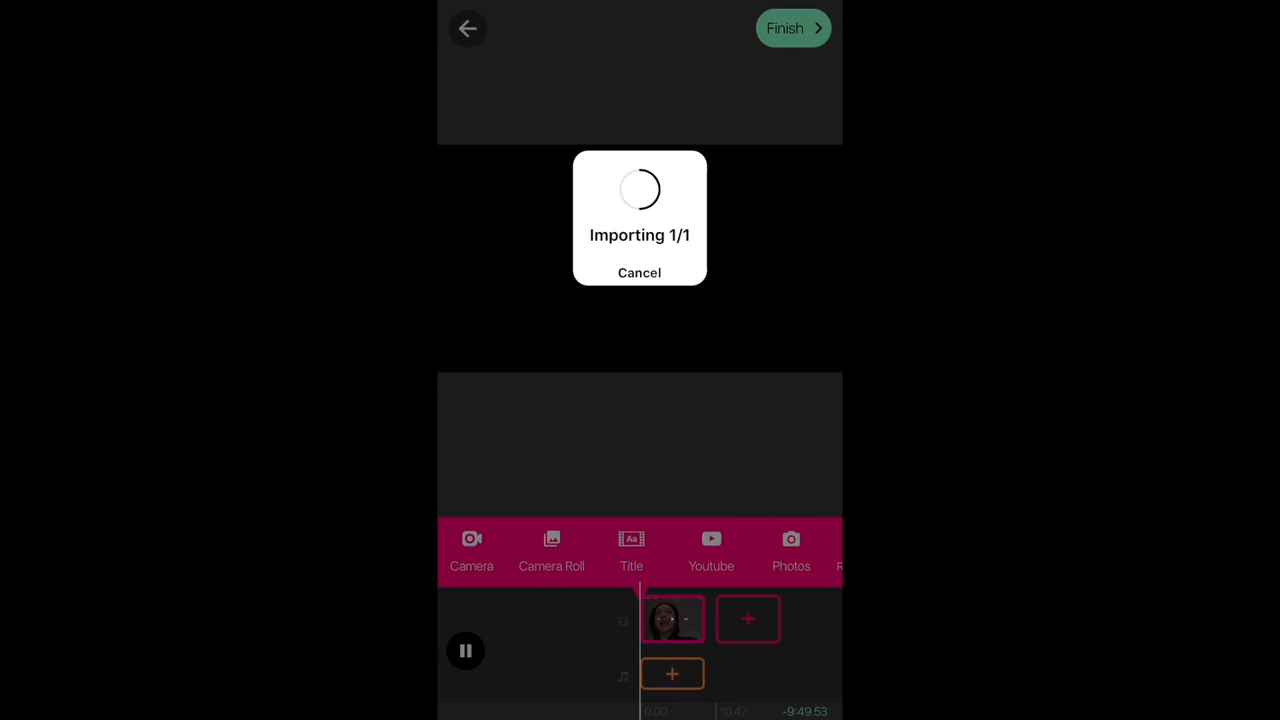 Finish
Importing 1/1
Cancel
Camera
Camera Roll
Aa
Title
Youtube
Photos
R
0:00
10.47
-9:49.53